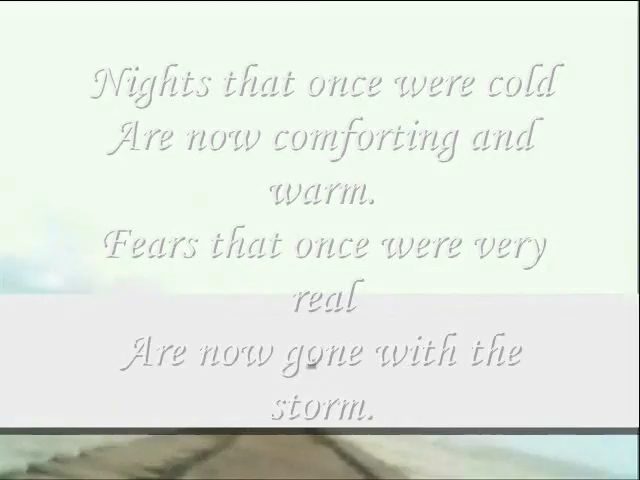 Nights that once were cold
Are now comforting and
warm.
Fears that once were very
real
Are now gone with the
storm.